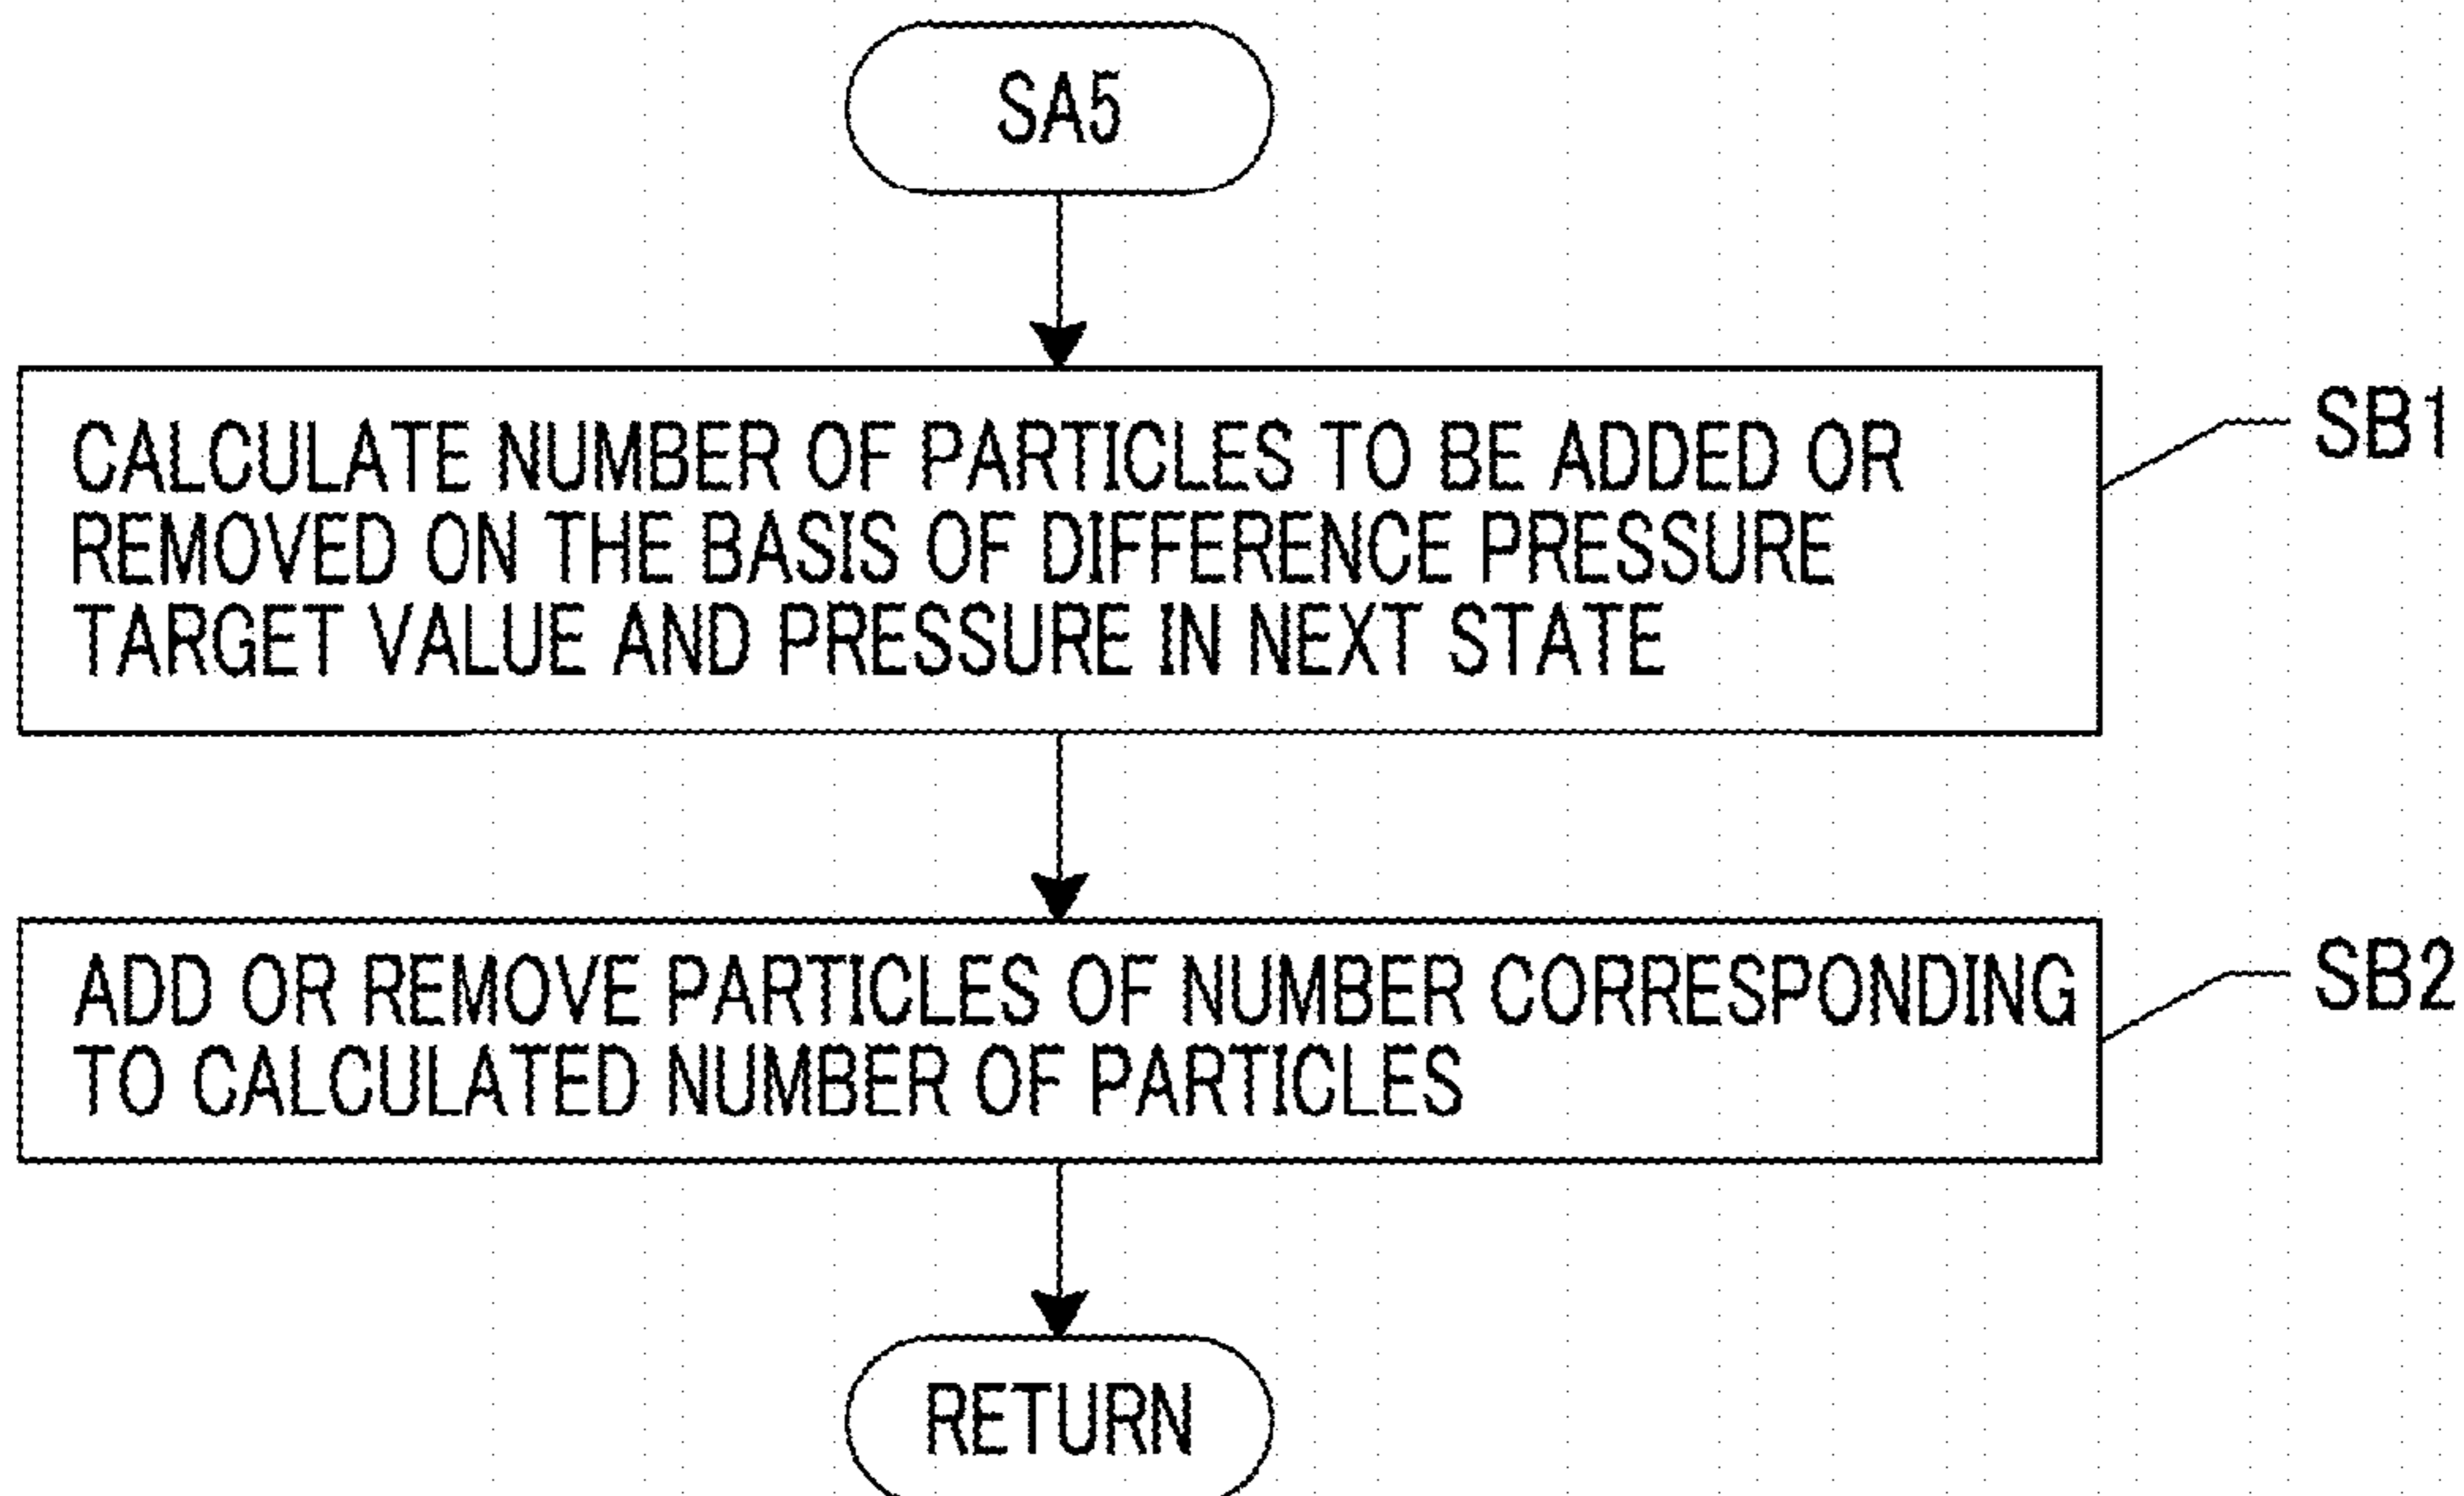 SA5
CALCULATE NUMBER OF PARTICLES TO BE ADDED OR
REMOVED ON THE BASIS OF DIFFERENCE PRESSURE
TARGET VALUE AND PRESSURE IN NEXT STATE
SB1
ADD OR REMOVE PARTICLES OF NUMBER CORRESPONDING
TO CALCULATED NUMBER OF PARTICLES
SB2
RETURN